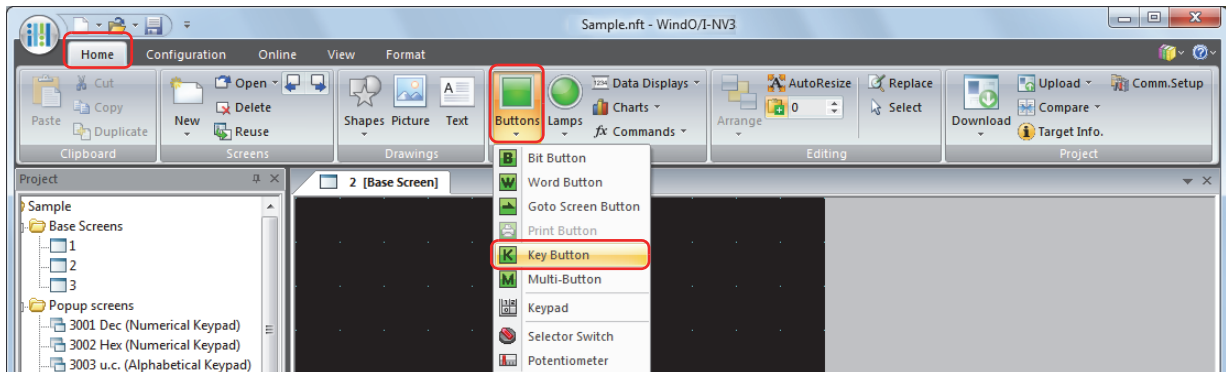 Sample.nft - WindO/I-NV3
Home Configuration Online View Format
Cut
Copy
Duplicate
Paste
Clipboard
New
Open
Delete
Reuse
Screens
Shapes Picture Text
Drawings
Buttons Lamps
Data Displays
Charts
fx Commands
Arrange
AutoResize
0
Replace
Select
Editing
Download
Upload
Compare
Target Info.
Comm.Setup
Project
Project
Sample
Base Screens
1
2
3
Popup screens
3001 Dec (Numerical Keypad)
3002 Hex (Numerical Keypad)
3003 u.c. (Alphabetical Keypad)
2 [Base Screen]
B Bit Button
W Word Button
Goto Screen Button
Print Button
K Key Button
M Multi-Button
Keypad
Selector Switch
Potentiometer